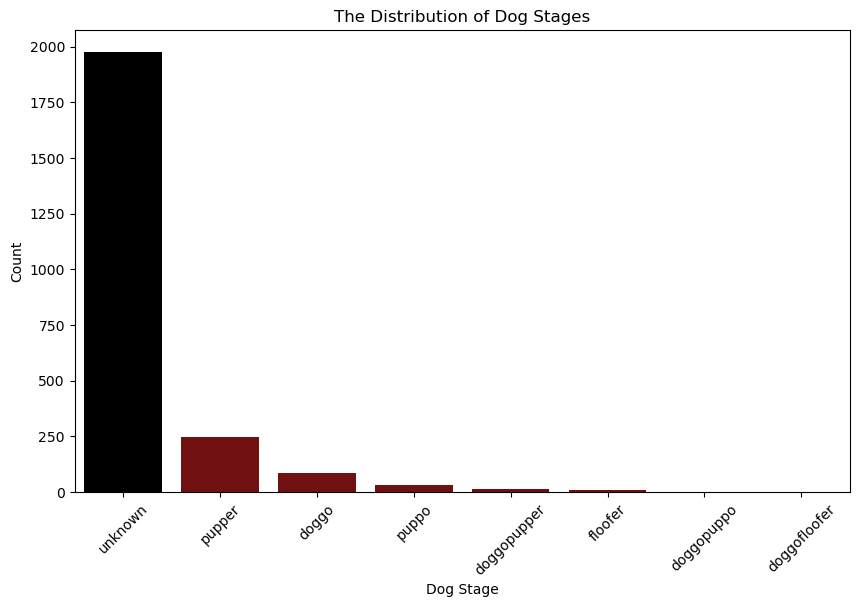 The Distribution of Dog Stages
2000
1750
1500
1250
1000
750
500
250
0
Count
unknown
pupper
doggo
puppo
doggopupper
floofer
doggopuppo
doggofloofer
Dog Stage